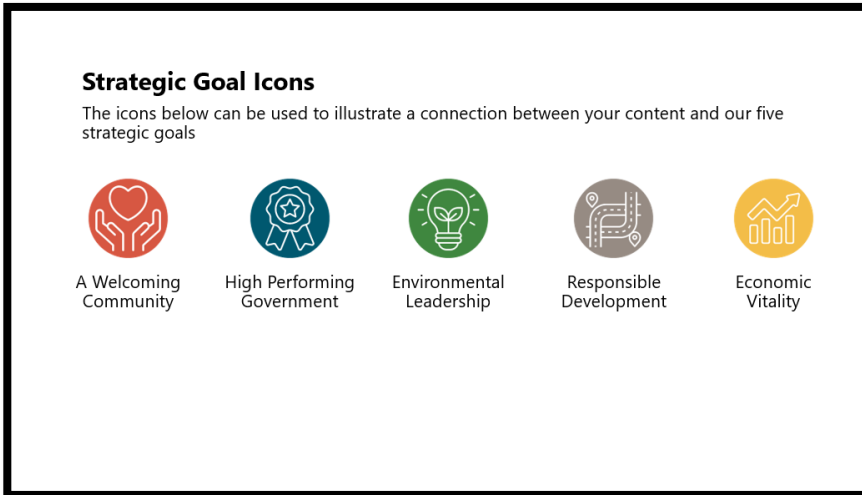 Strategic Goal Icons
The icons below can be used to illustrate a connection between your content and our five
strategic goals
A Welcoming
Community
High Performing
Government
Environmental
Leadership
Responsible
Development
Economic
Vitality